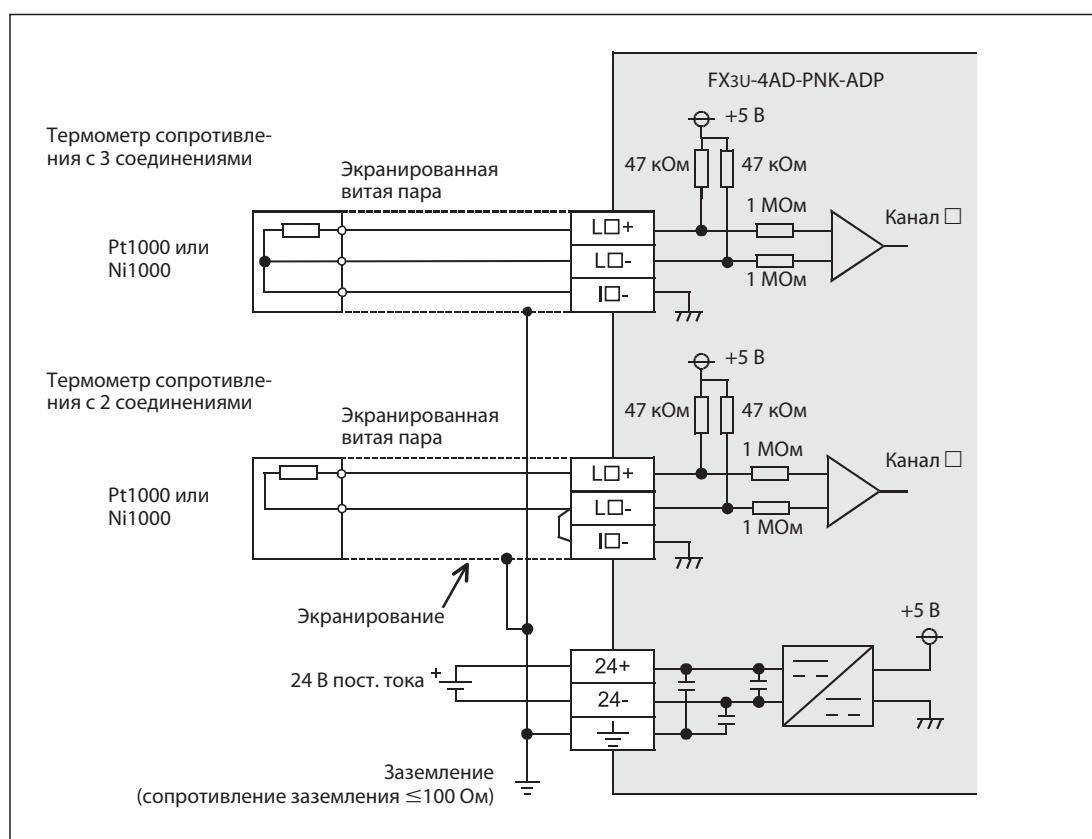 FX3U-4AD-PNK-ADP
+5 В
Термометр сопротивле-
ния с 3 соединениями
Экранированная
витая пара
47 кОм
47 кОм
1 МОм
Канал □
L□+
L□-
I□-
1 МОм
Pt1000 или
Ni1000
+5 В
Термометр сопротивле-
ния с 2 соединениями
Экранированная
витая пара
47 кОм
47 кОм
1 МОм
Канал □
L□+
L□-
I□-
1 МОм
Pt1000 или
Ni1000
Экранирование
+5 В
24 В пост. тока
+
24+
24-
Заземление
(сопротивление заземления ≦100 Ом)